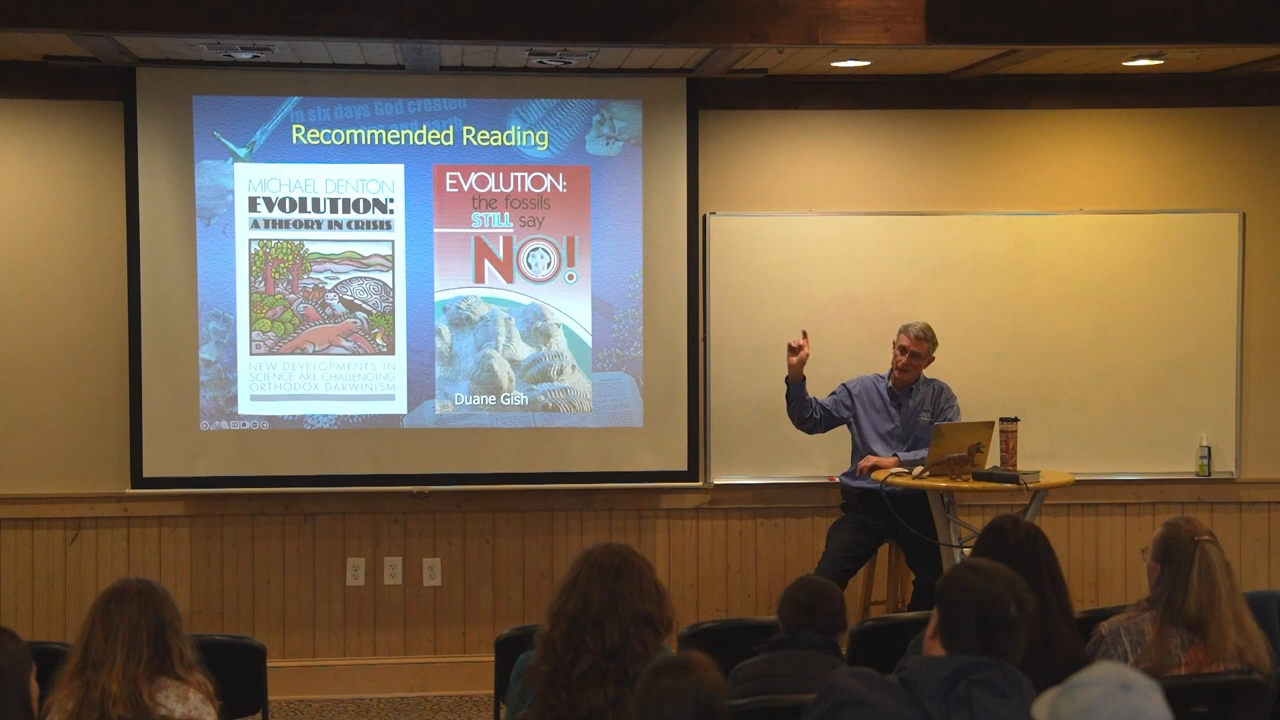 in six days God created
Recommended Reading
MICHAEL DENTON
EVOLUTION:
A THEORY IN CRISIS
NEW DEVELOPMENTS IN
SCIENCE ARE CHALLENGING
ORTHODOX DARWINISM
EVOLUTION:
the fossils
STILL say
NO!
Duane Gish